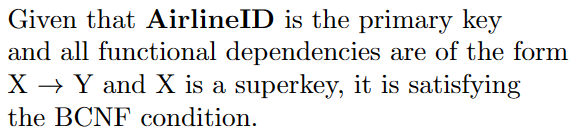 Given that AirlineID is the primary key
and all functional dependencies are of the form
X → Y and X is a superkey, it is satisfying
the BCNF condition.